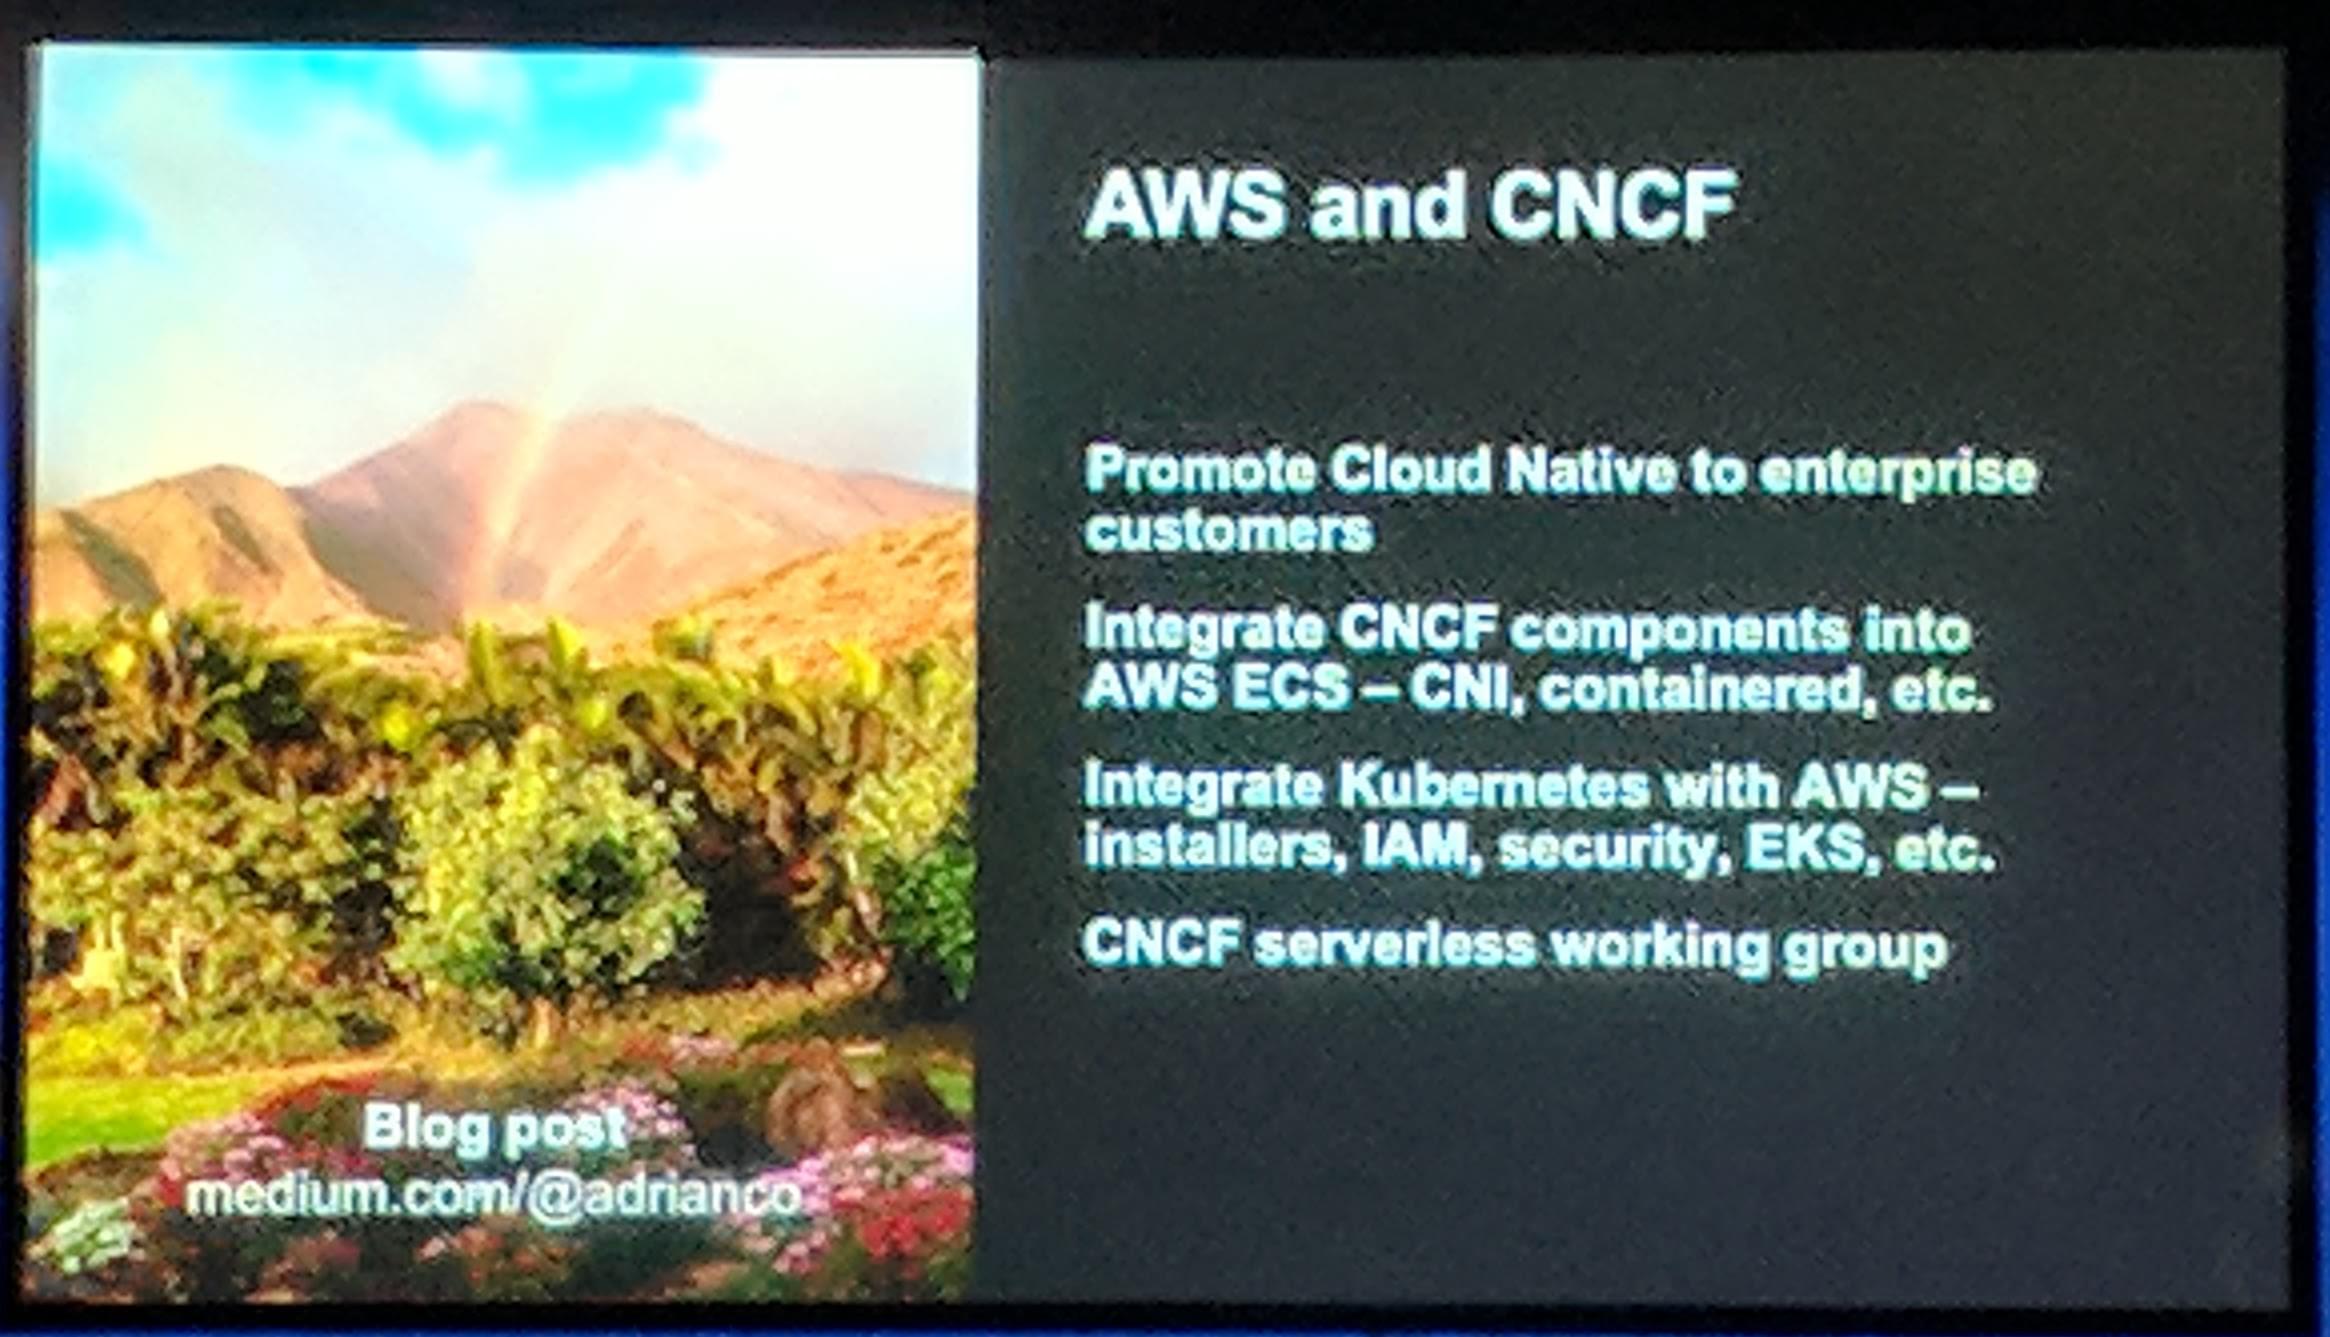 AWS and CNCF
Promote Cloud Native to enterprise
customers
Integrate CNCF components into
AWS ECS – CNI, containered, etc.
Integrate Kubernetes with AWS –
installers, IAM, security, EKS, etc.
CNCF serverless working group
Blog post
medium.com/@adrianco